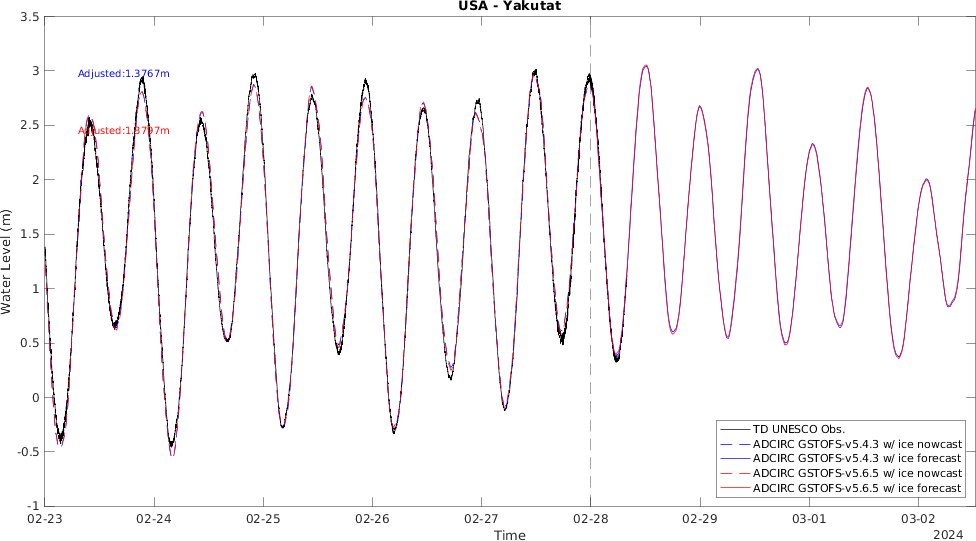 USA - Yakutat
3.5
3
2.5
2
1.5
1
0.5
0
-0.5
-1
Water Level (m)
Adjusted:1.3767m
Adjusted:1.3797m
TD UNESCO Obs.
ADCIRC GSTOFS-v5.4.3 w/ ice nowcast
ADCIRC GSTOFS-v5.4.3 w/ ice forecast
ADCIRC GSTOFS-v5.6.5 w/ ice nowcast
ADCIRC GSTOFS-v5.6.5 w/ ice forecast
02-23 02-24 02-25 02-26 02-27 02-28 02-29 03-01 03-02
Time
2024